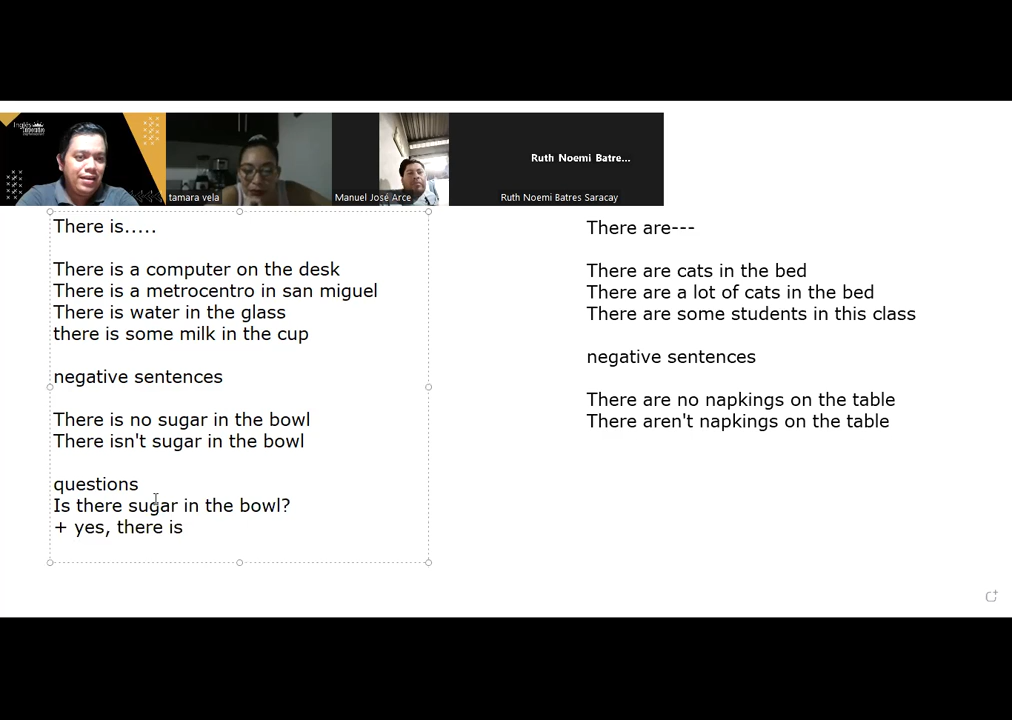 Inglés
tamara vela
Manuel José Arce
Ruth Noemi Batre...
Ruth Noemi Batres Saracay
There is.....
There is a computer on the desk
There is a metrocentro in san miguel
There is water in the glass
there is some milk in the cup
negative sentences
There is no sugar in the bowl
There isn't sugar in the bowl
questions
Is there sugar in the bowl?
+ yes, there is
There are---
There are cats in the bed
There are a lot of cats in the bed
There are some students in this class
negative sentences
There are no napkings on the table
There aren't napkings on the table